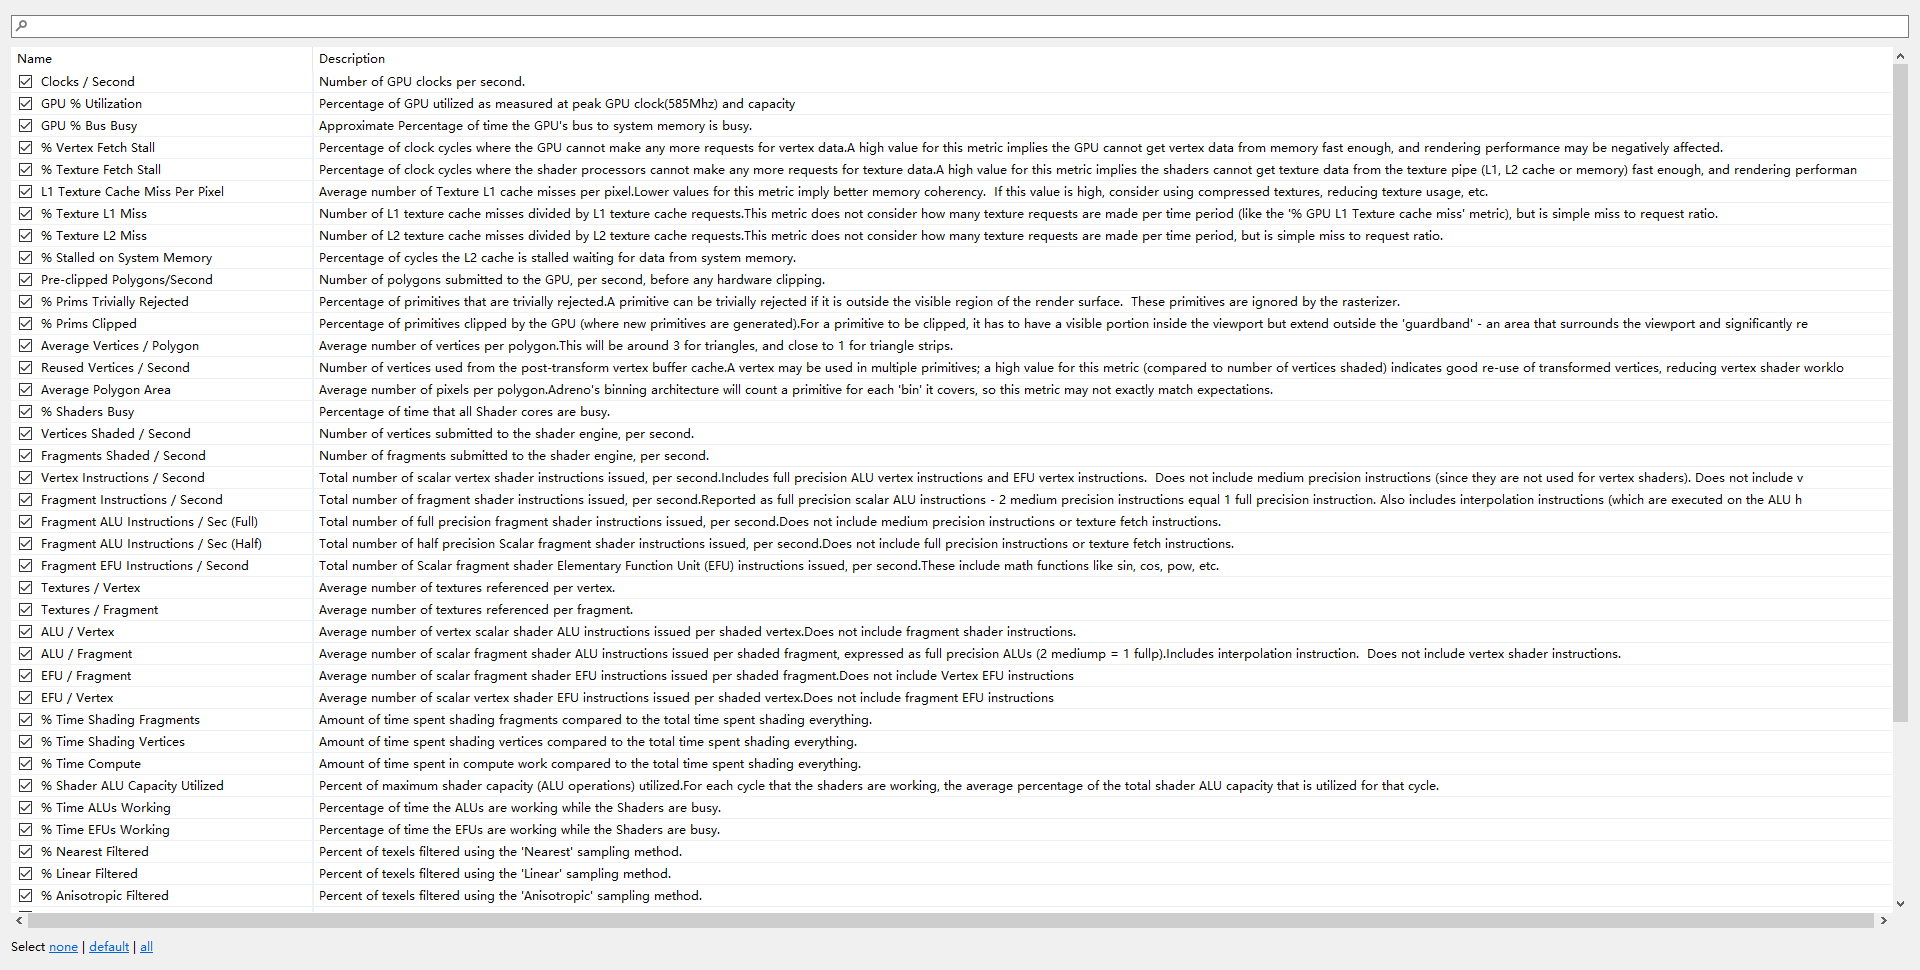 Name Description
Clocks / Second Number of GPU clocks per second.
GPU % Utilization Percentage of GPU utilized as measured at peak GPU clock(585Mhz) and capacity
GPU % Bus Busy Approximate Percentage of time the GPU's bus to system memory is busy.
% Vertex Fetch Stall Percentage of clock cycles where the GPU cannot make any more requests for vertex data.A high value for this metric implies the GPU cannot get vertex data from memory fast enough, and rendering performance may be negatively affected.
% Texture Fetch Stall Percentage of clock cycles where the shader processors cannot make any more requests for texture data.A high value for this metric implies the shaders cannot get texture data from the texture pipe (L1, L2 cache or memory) fast enough, and rendering performan
L1 Texture Cache Miss Per Pixel Average number of Texture L1 cache misses per pixel.Lower values for this metric imply better memory coherency.  If this value is high, consider using compressed textures, reducing texture usage, etc.
% Texture L1 Miss Number of L1 texture cache misses divided by L1 texture cache requests.This metric does not consider how many texture requests are made per time period (like the '% GPU L1 Texture cache miss' metric), but is simple miss to request ratio.
% Texture L2 Miss Number of L2 texture cache misses divided by L2 texture cache requests.This metric does not consider how many texture requests are made per time period, but is simple miss to request ratio.
% Stalled on System Memory Percentage of cycles the L2 cache is stalled waiting for data from system memory.
Pre-clipped Polygons/Second Number of polygons submitted to the GPU, per second, before any hardware clipping.
% Prims Trivially Rejected Percentage of primitives that are trivially rejected.A primitive can be trivially rejected if it is outside the visible region of the render surface.  These primitives are ignored by the rasterizer.
% Prims Clipped Percentage of primitives clipped by the GPU (where new primitives are generated).For a primitive to be clipped, it has to have a visible portion inside the viewport but extend outside the 'guardband' - an area that surrounds the viewport and significantly re
Average Vertices / Polygon Average number of vertices per polygon.This will be around 3 for triangles, and close to 1 for triangle strips.
Reused Vertices / Second Number of vertices used from the post-transform vertex buffer cache.A vertex may be used in multiple primitives; a high value for this metric (compared to number of vertices shaded) indicates good re-use of transformed vertices, reducing vertex shader worklo
Average Polygon Area Average number of pixels per polygon.Adreno's binning architecture will count a primitive for each 'bin' it covers, so this metric may not exactly match expectations.
% Shaders Busy Percentage of time that all Shader cores are busy.
Vertices Shaded / Second Number of vertices submitted to the shader engine, per second.
Fragments Shaded / Second Number of fragments submitted to the shader engine, per second.
Vertex Instructions / Second Total number of scalar vertex shader instructions issued, per second.Includes full precision ALU vertex instructions and EFU vertex instructions.  Does not include medium precision instructions (since they are not used for vertex shaders). Does not include v
Fragment Instructions / Second Total number of fragment shader instructions issued, per second.Reported as full precision scalar ALU instructions - 2 medium precision instructions equal 1 full precision instruction. Also includes interpolation instructions (which are executed on the ALU h
Fragment ALU Instructions / Sec (Full) Total number of full precision fragment shader instructions issued, per second.Does not include medium precision instructions or texture fetch instructions.
Fragment ALU Instructions / Sec (Half) Total number of half precision Scalar fragment shader instructions issued, per second.Does not include full precision instructions or texture fetch instructions.
Fragment EFU Instructions / Second Total number of Scalar fragment shader Elementary Function Unit (EFU) instructions issued, per second.These include math functions like sin, cos, pow, etc.
Textures / Vertex Average number of textures referenced per vertex.
Textures / Fragment Average number of textures referenced per fragment.
ALU / Vertex Average number of vertex scalar shader ALU instructions issued per shaded vertex.Does not include fragment shader instructions.
ALU / Fragment Average number of scalar fragment shader ALU instructions issued per shaded fragment, expressed as full precision ALUs (2 mediump = 1 fullp).Includes interpolation instruction.  Does not include vertex shader instructions.
EFU / Fragment Average number of scalar fragment shader EFU instructions issued per shaded fragment.Does not include Vertex EFU instructions
EFU / Vertex Average number of scalar vertex shader EFU instructions issued per shaded vertex.Does not include fragment EFU instructions
% Time Shading Fragments Amount of time spent shading fragments compared to the total time spent shading everything.
% Time Shading Vertices Amount of time spent shading vertices compared to the total time spent shading everything.
% Time Compute Amount of time spent in compute work compared to the total time spent shading everything.
% Shader ALU Capacity Utilized Percent of maximum shader capacity (ALU operations) utilized.For each cycle that the shaders are working, the average percentage of the total shader ALU capacity that is utilized for that cycle.
% Time ALUs Working Percentage of time the ALUs are working while the Shaders are busy.
% Time EFUs Working Percentage of time the EFUs are working while the Shaders are busy.
% Nearest Filtered Percent of texels filtered using the 'Nearest' sampling method.
% Linear Filtered Percent of texels filtered using the 'Linear' sampling method.
% Anisotropic Filtered Percent of texels filtered using the 'Anisotropic' sampling method.
Select none | default | all